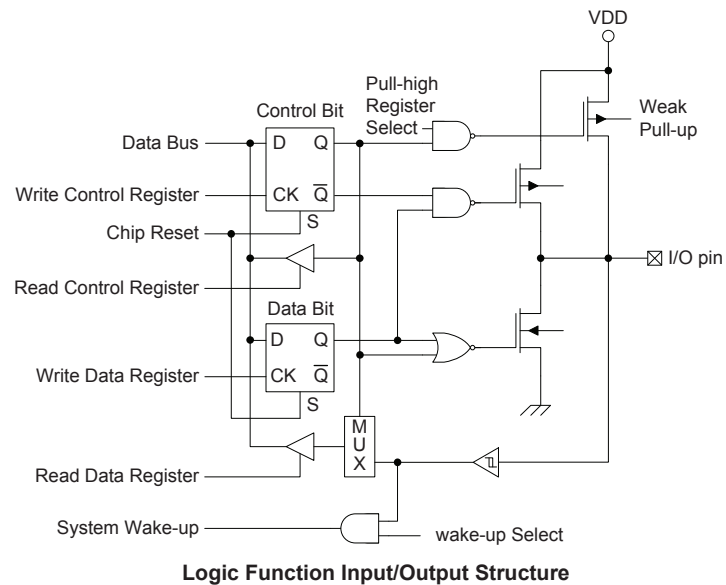 VDD
Pull-high
Register
Select
Weak
Pull-up
Control Bit
Data Bus
D Q
Write Control Register
CK Q
S
Chip Reset
I/O pin
Read Control Register
Data Bit
D Q
Write Data Register
CK Q
S
M
U
X
Read Data Register
System Wake-up
wake-up Select
Logic Function Input/Output Structure